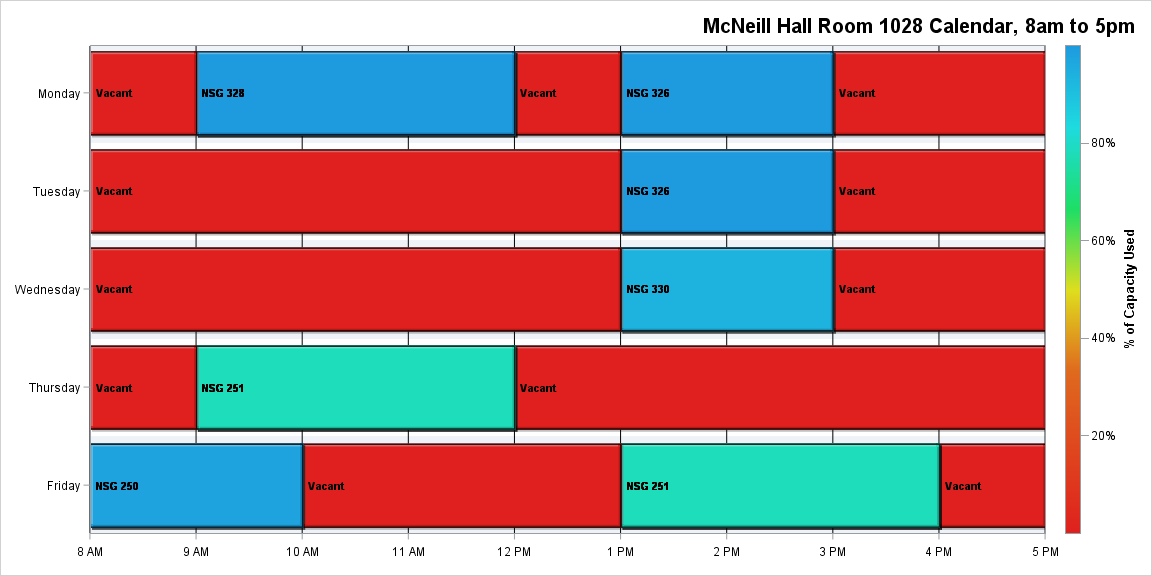 McNeill Hall Room 1028 Calendar, 8am to 5pm
Monday
Vacant
NSG 328
Vacant
NSG 326
Vacant
Tuesday
Vacant
NSG 326
Vacant
Wednesday
Vacant
NSG 330
Vacant
Thursday
Vacant
NSG 251
Vacant
Friday
NSG 250
Vacant
NSG 251
Vacant
8 AM
9 AM
10 AM
11 AM
12 PM
1 PM
2 PM
3 PM
4 PM
5 PM
80%
60%
40%
20%
% of Capacity Used